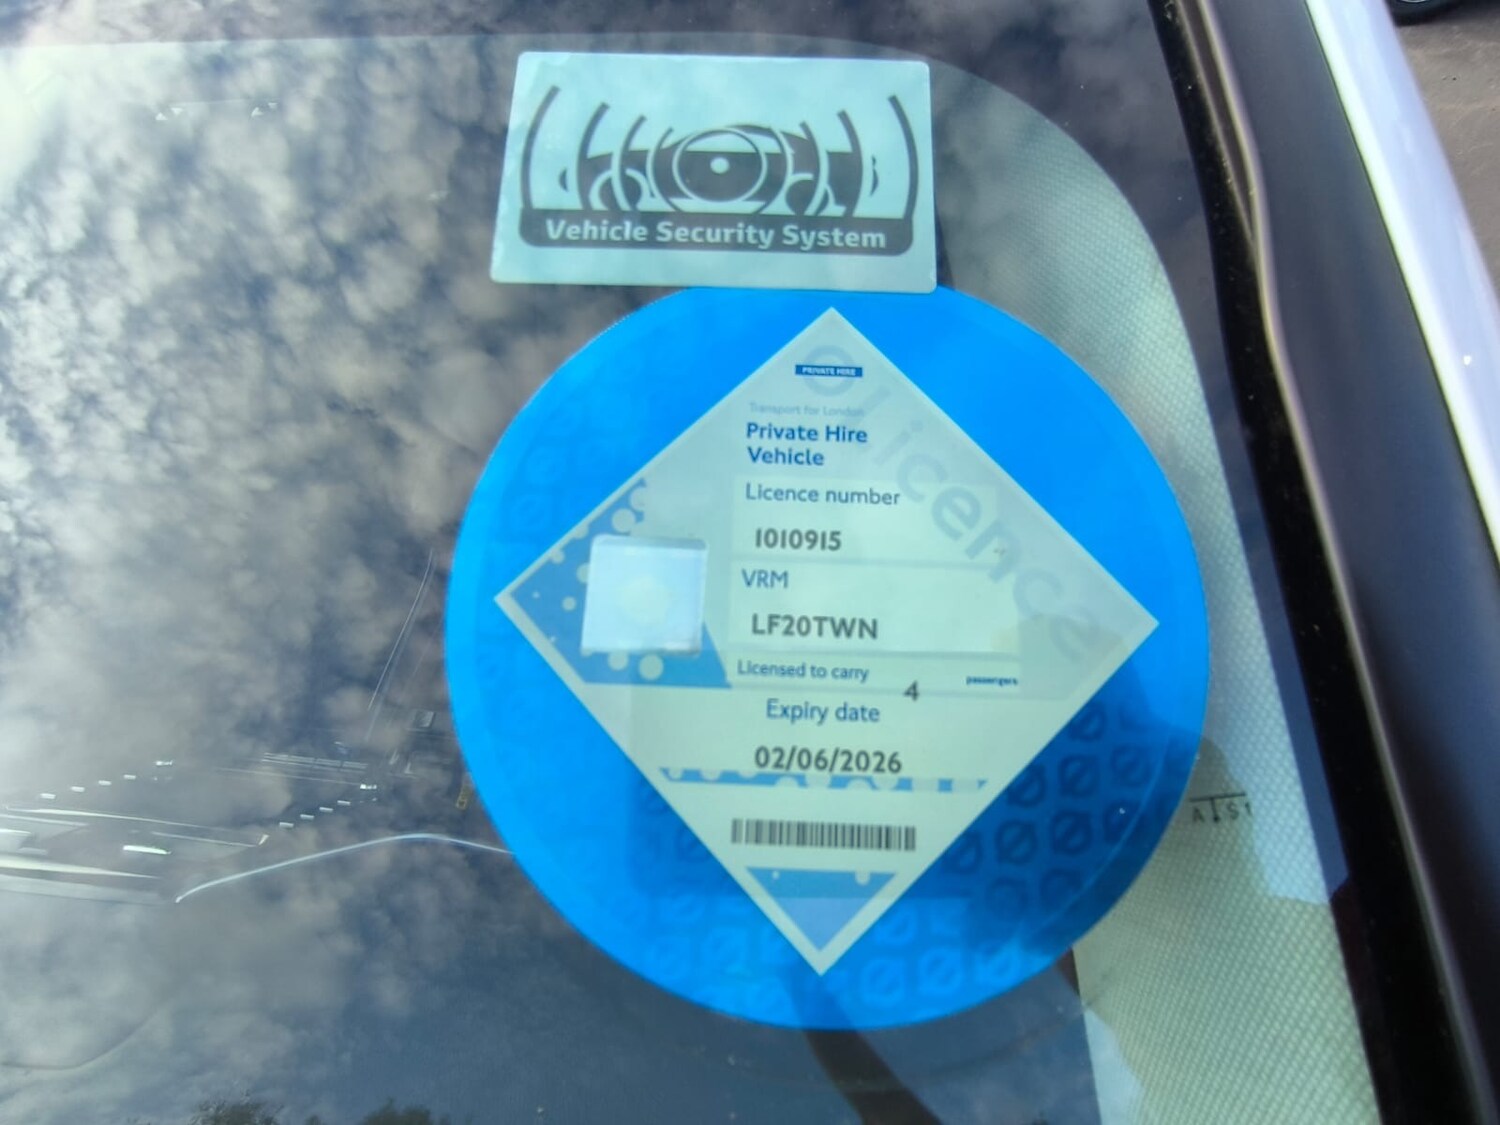 Vehicle Security System
PRIVATE HIRE
Transport for London
Private Hire
Vehicle
Licence number
1010915
VRM
LF20TWN
Licensed to carry
4
passengers
Expiry date
02/06/2026
Licence